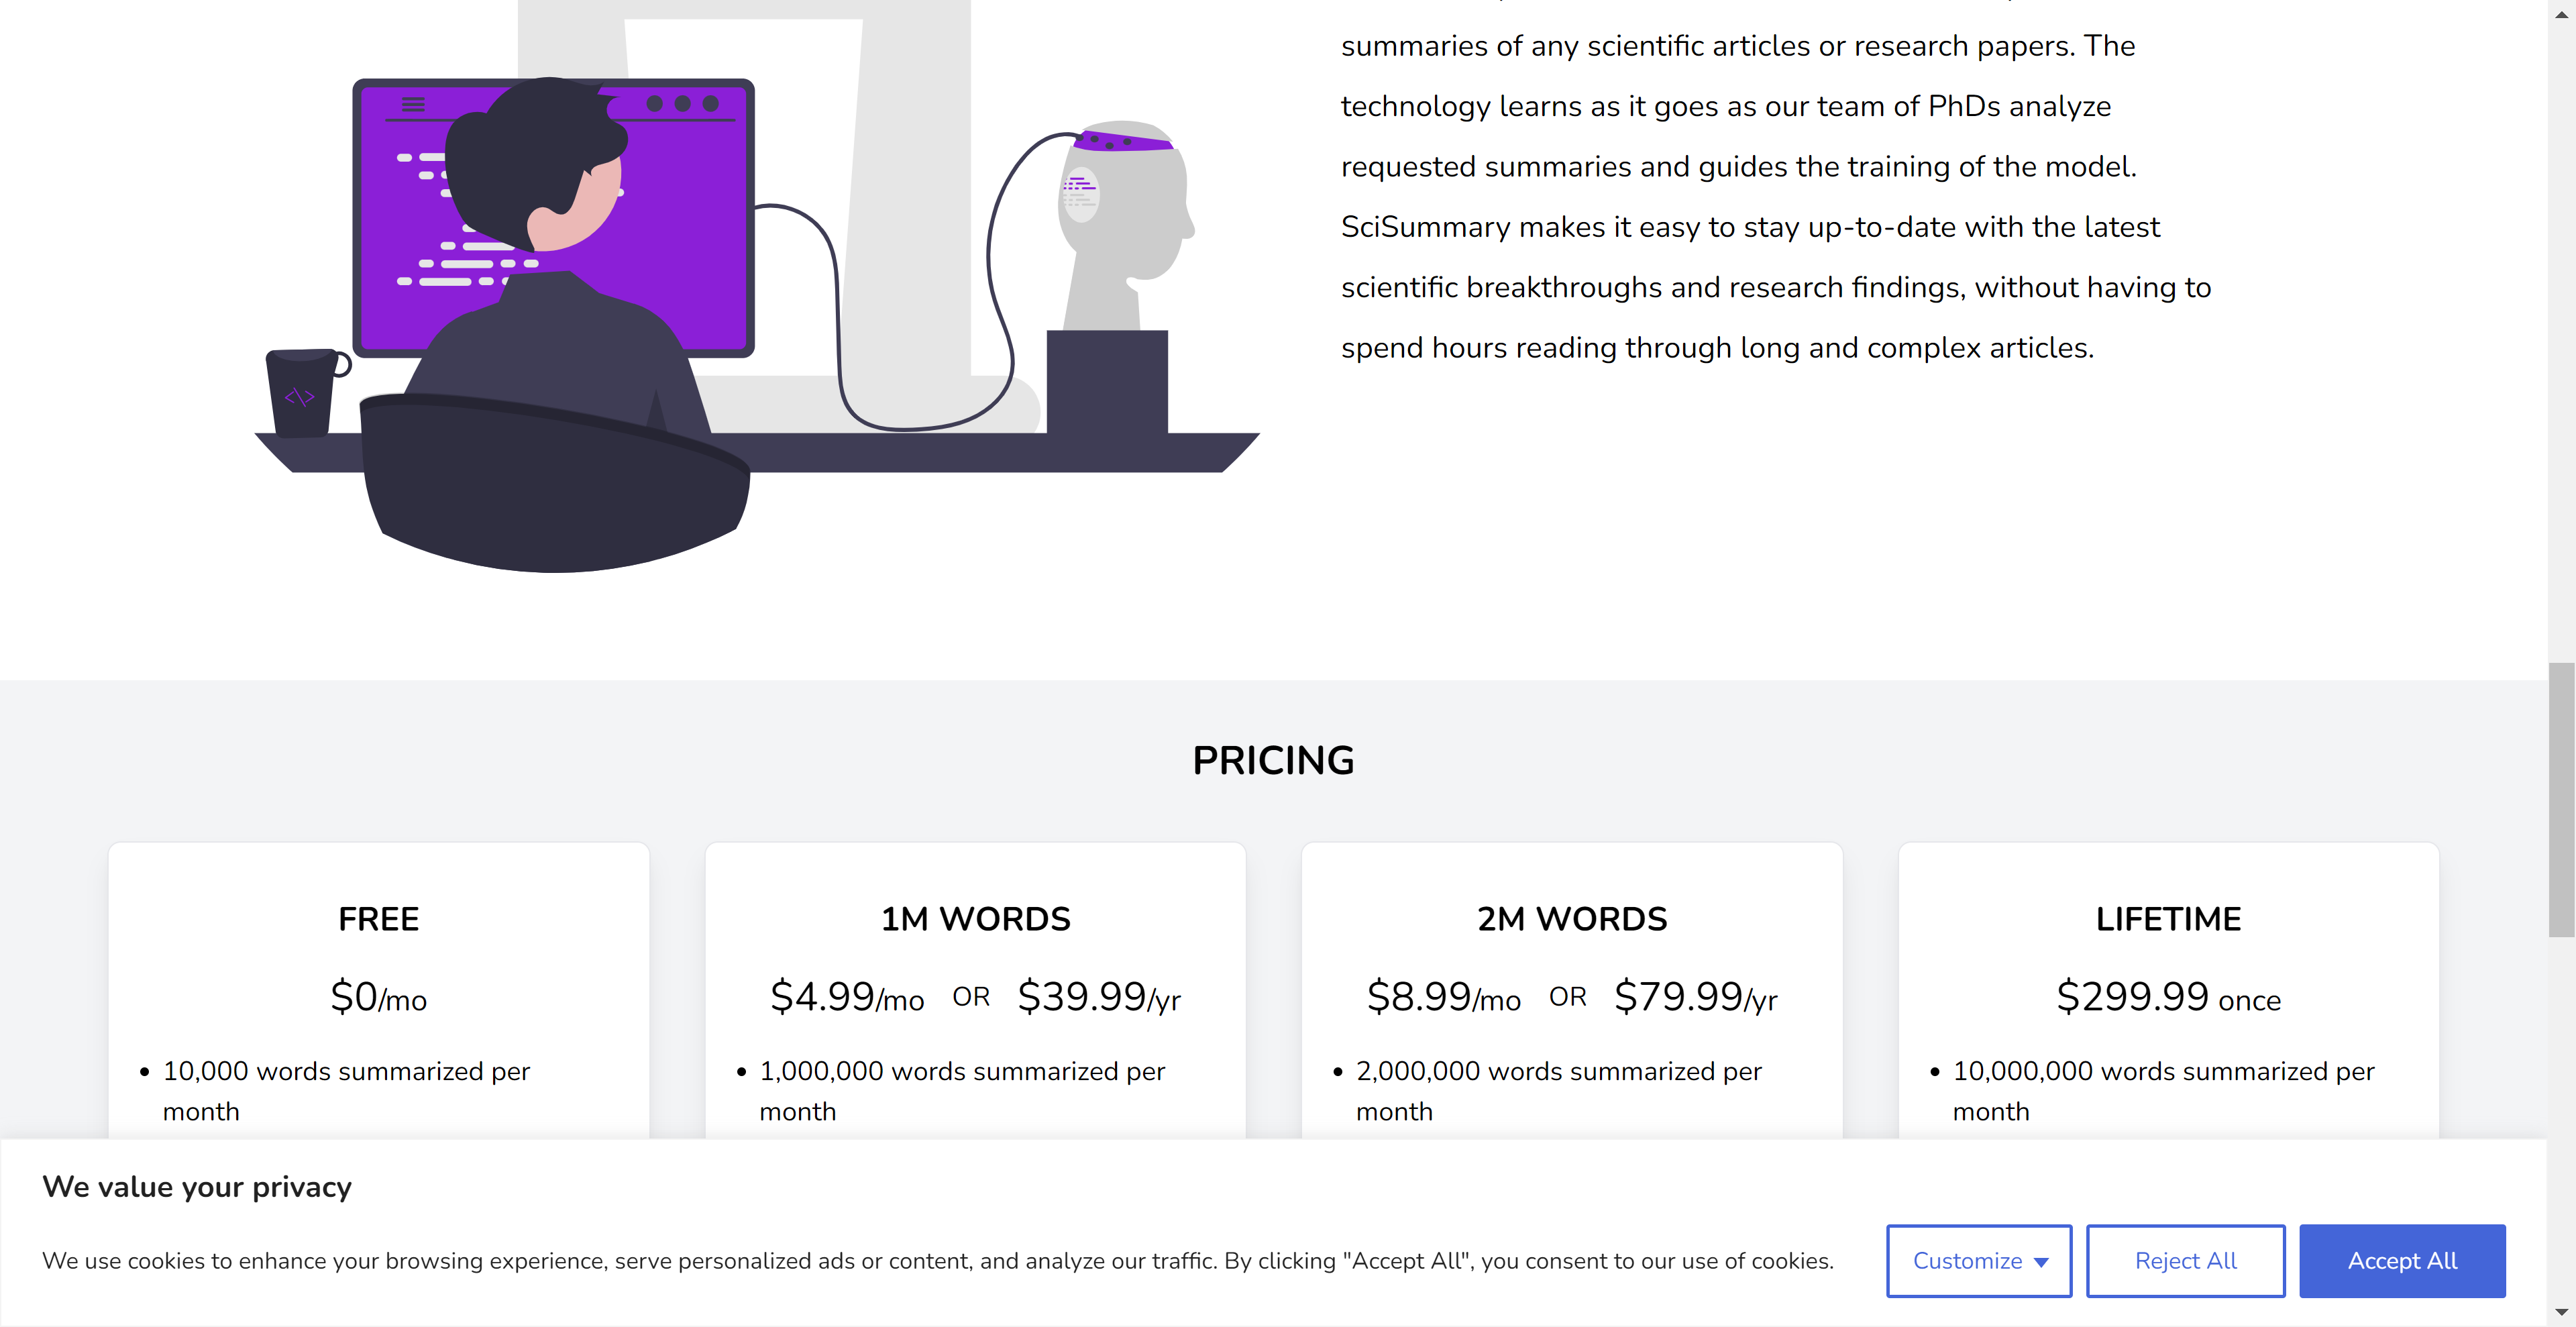 summaries of any scientific articles or research papers. The
technology learns as it goes as our team of PhDs analyze
requested summaries and guides the training of the model.
SciSummary makes it easy to stay up-to-date with the latest
scientific breakthroughs and research findings, without having to
spend hours reading through long and complex articles.
<\>
PRICING
FREE
$0/mo
• 10,000 words summarized per
month
1M WORDS
$4.99/mo OR $39.99/yr
• 1,000,000 words summarized per
month
2M WORDS
$8.99/mo OR $79.99/yr
• 2,000,000 words summarized per
month
LIFETIME
$299.99 once
• 10,000,000 words summarized per
month
We value your privacy
We use cookies to enhance your browsing experience, serve personalized ads or content, and analyze our traffic. By clicking "Accept All", you consent to our use of cookies.
Customize
Reject All
Accept All